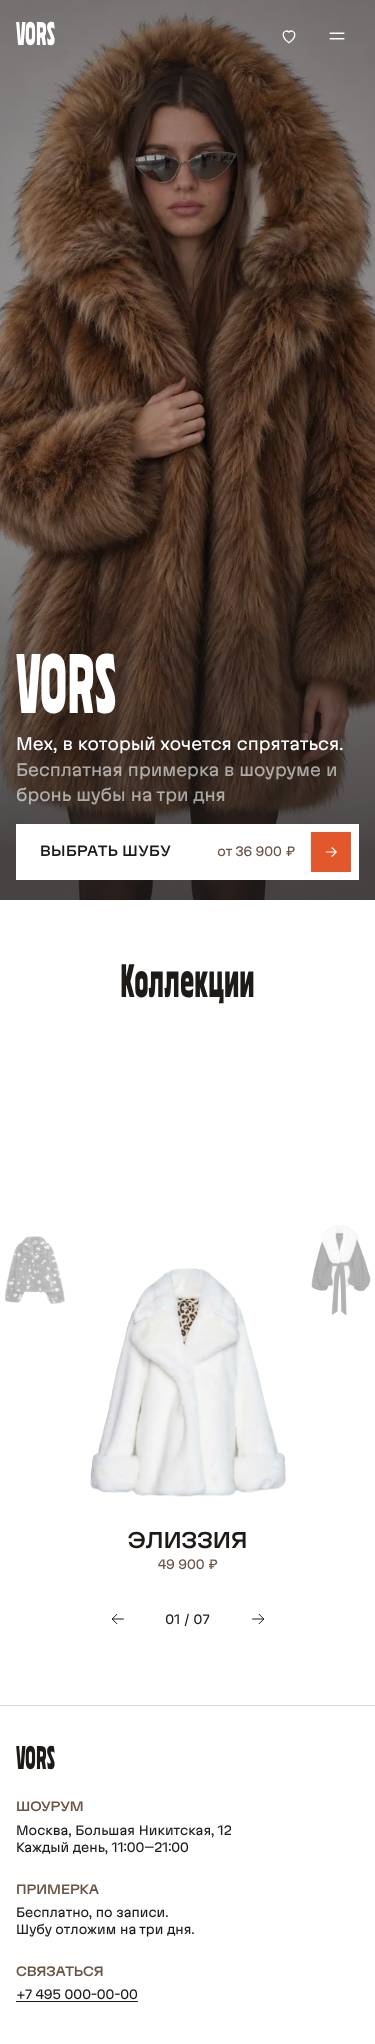 VORS
VORS
Мех, в который хочется спрятаться.
Бесплатная примерка в шоуруме и
бронь шубы на три дня
ВЫБРАТЬ ШУБУ от 36 900 ₽
Коллекции
ЭЛИЗЗИЯ
49 900 ₽
01 / 07
VORS
ШОУРУМ
Москва, Большая Никитская, 12
Каждый день, 11:00—21:00
ПРИМЕРКА
Бесплатно, по записи.
Шубу отложим на три дня.
СВЯЗАТЬСЯ
+7 495 000-00-00